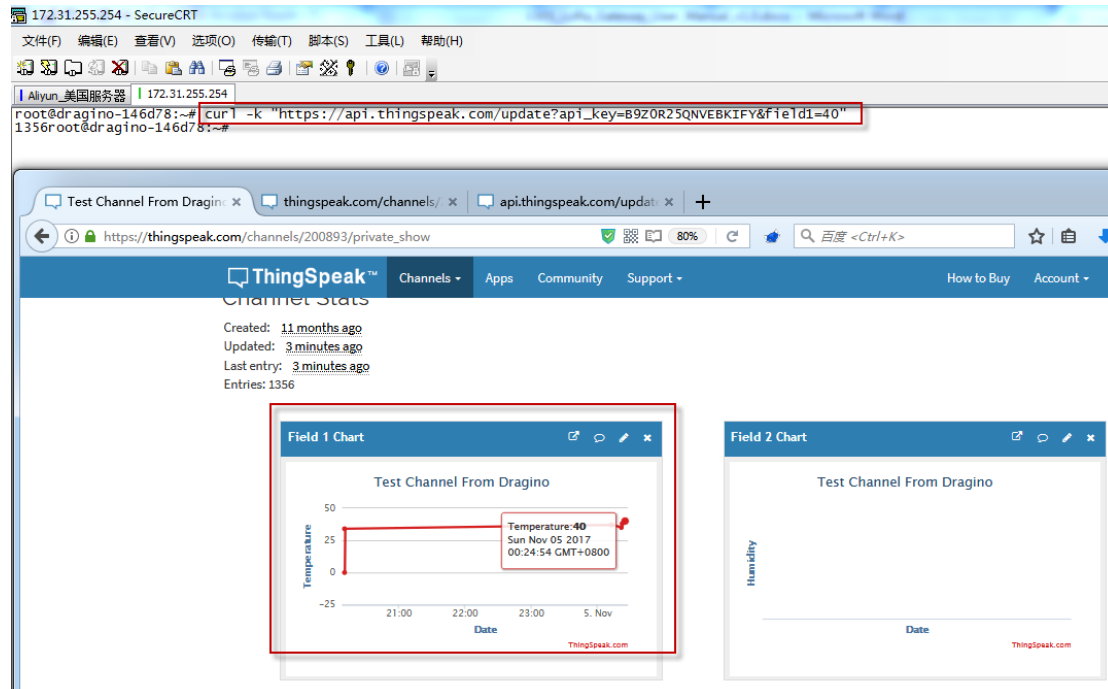 172.31.255.254 - SecureCRT
文件(F) 编辑(E) 查看(V) 选项(O) 传输(T) 脚本(S) 工具(L) 帮助(H)
Aliyun_美国服务器 172.31.255.254
root@dragino-146d78:~# curl -k "https://api.thingspeak.com/update?api_key=B9Z0R25QNVEBKIFY&field1=40"
1356root@dragino-146d78:~#
Test Channel From Dragino thingspeak.com/channels/ api.thingspeak.com/updat
https://thingspeak.com/channels/200893/private_show 80% 百度 <Ctrl+K>
ThingSpeak™ Channels Apps Community Support How to Buy Account
Channel Stats
Created: 11 months ago
Updated: 3 minutes ago
Last entry: 3 minutes ago
Entries: 1356
Field 1 Chart
Test Channel From Dragino
Temperature
50
25
0
-25
Temperature:40
Sun Nov 05 2017
00:24:54 GMT+0800
21:00 22:00 23:00 5. Nov
Date
ThingSpeak.com
Field 2 Chart
Test Channel From Dragino
Humidity
Date
ThingSpeak.com